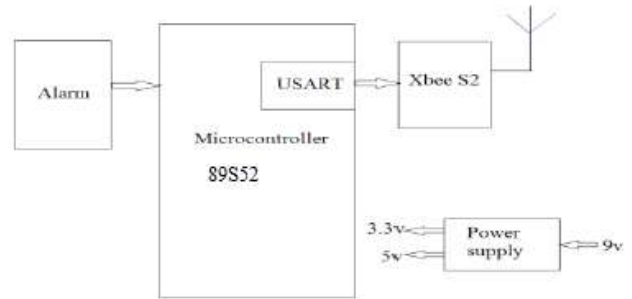 Alarm
USART
Xbee S2
Microcontroller
89S52
3.3v
5v
Power
supply
9v